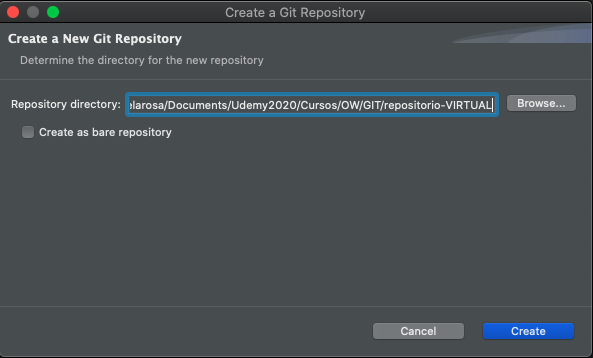 Create a Git Repository
Create a New Git Repository
Determine the directory for the new repository
Repository directory: elarosa/Documents/Udemy2020/Cursos/OW/GIT/repositorio-VIRTUAL Browse...
Create as bare repository
Cancel Create